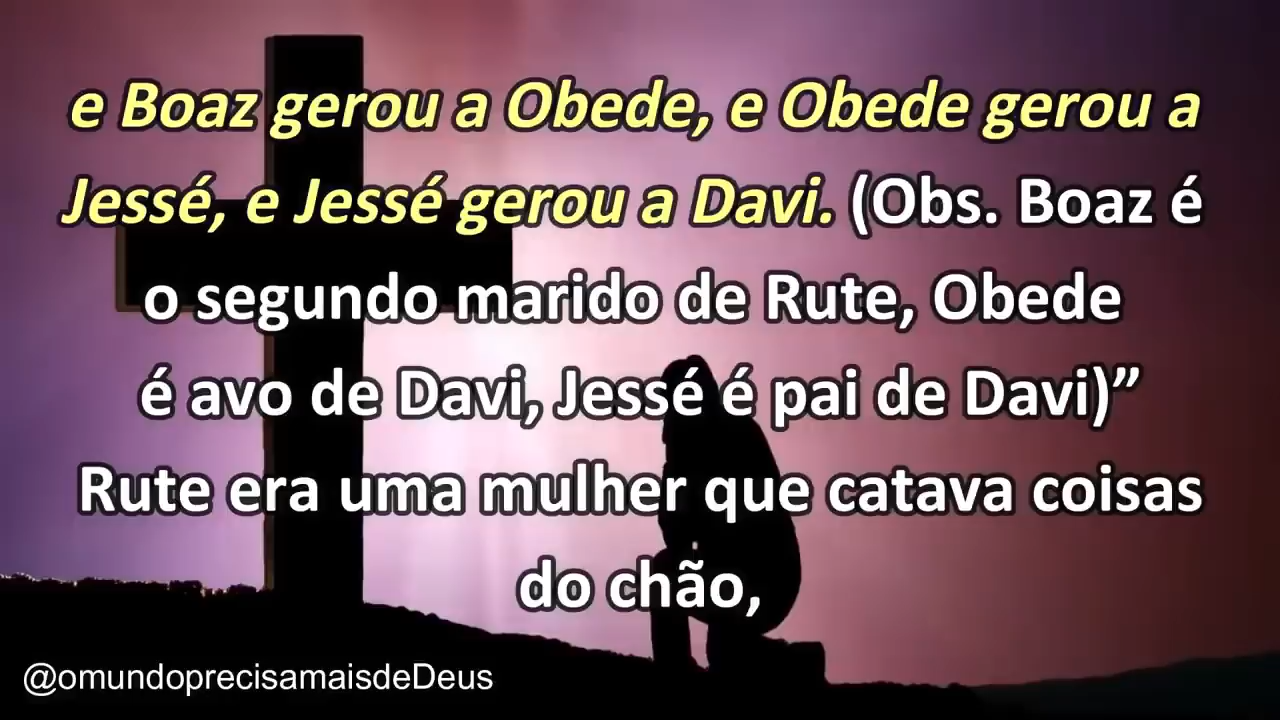 e Boaz gerou a Obede, e Obede gerou a
Jessé, e Jessé gerou a Davi. (Obs. Boaz é
o segundo marido de Rute, Obede
é avo de Davi, Jessé é pai de Davi)”
Rute era uma mulher que catava coisas
do chão,
@omundoprecisamaisdeDeus